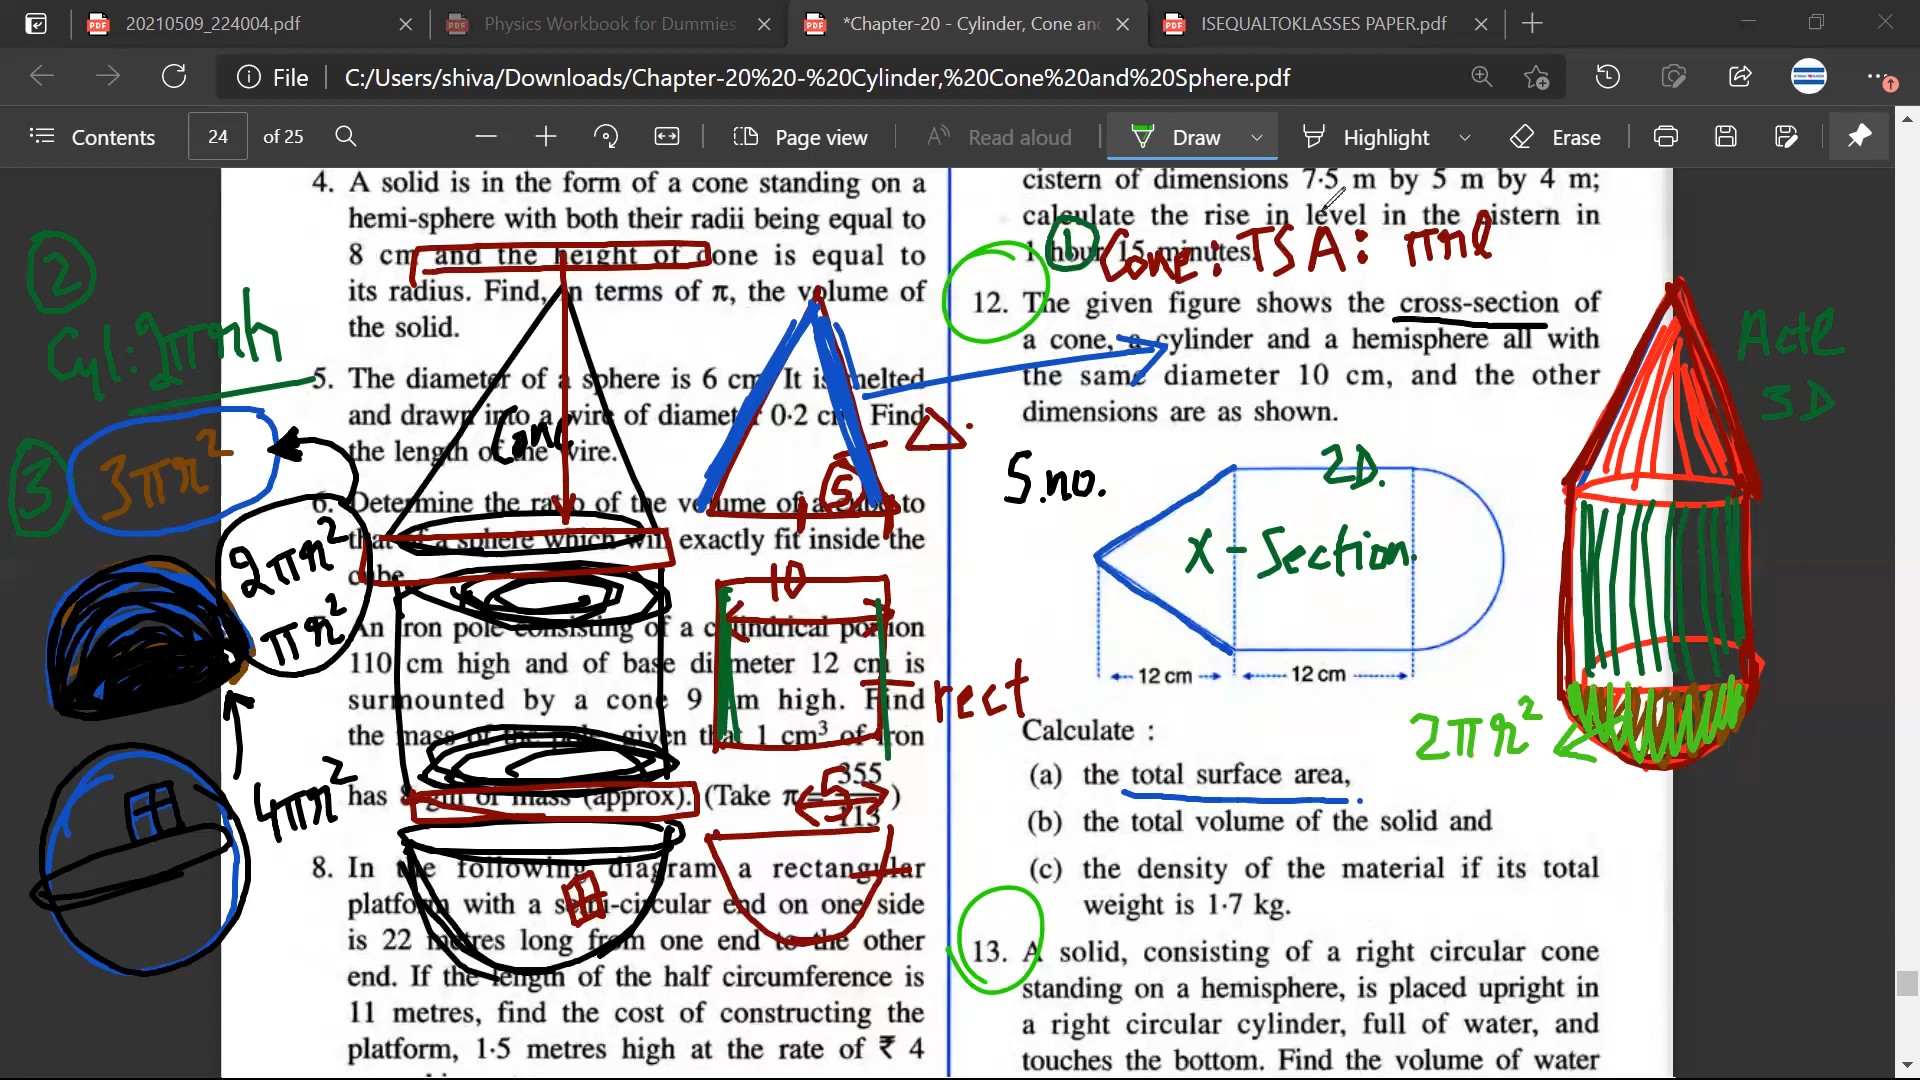 20210509_224004.pdf
Physics Workbook for Dummies
*Chapter-20 - Cylinder, Cone and
ISEQUALTOKLASSES PAPER.pdf
File
C:/Users/shiva/Downloads/Chapter-20%20-%20Cylinder,%20Cone%20and%20Sphere.pdf
Contents
24
of 25
Page view
Read aloud
Draw
Highlight
Erase
4. A solid is in the form of a cone standing on a
hemi-sphere with both their radii being equal to
8 cm and the height of cone is equal to
its radius. Find, in terms of π, the volume of
the solid.
5. The diameter of a sphere is 6 cm. It is melted
and drawn into a wire of diameter 0·2 cm. Find
the length of the wire.
6. Determine the ratio of the volume of a cube to
that of a sphere which will exactly fit inside the
cube.
An iron pole consisting of a cylindrical portion
110 cm high and of base diameter 12 cm is
surmounted by a cone 9 cm high. Find
the mass of the pole, given that 1 cm³ of iron
has 8 gm of mass (approx). (Take π = 355/113)
8. In the following diagram a rectangular
platform with a semi-circular end on one side
is 22 metres long from one end to the other
end. If the length of the half circumference is
11 metres, find the cost of constructing the
platform, 1·5 metres high at the rate of ₹ 4
②
Cyl: 2πrh
③ 3πr²
2πr²
πr²
4πr²
Cone
5
Δ
10
rect
5
cistern of dimensions 7·5 m by 5 m by 4 m;
calculate the rise in level in the cistern in
1 hour 15 minutes.
① Cone: TSA: πrl
12. The given figure shows the cross-section of
a cone, a cylinder and a hemisphere all with
the same diameter 10 cm, and the other
dimensions are as shown.
S.no.
2D.
X-Section.
12 cm
12 cm
3D
2πr²
Calculate :
(a) the total surface area,
(b) the total volume of the solid and
(c) the density of the material if its total
weight is 1·7 kg.
13. A solid, consisting of a right circular cone
standing on a hemisphere, is placed upright in
a right circular cylinder, full of water, and
touches the bottom. Find the volume of water